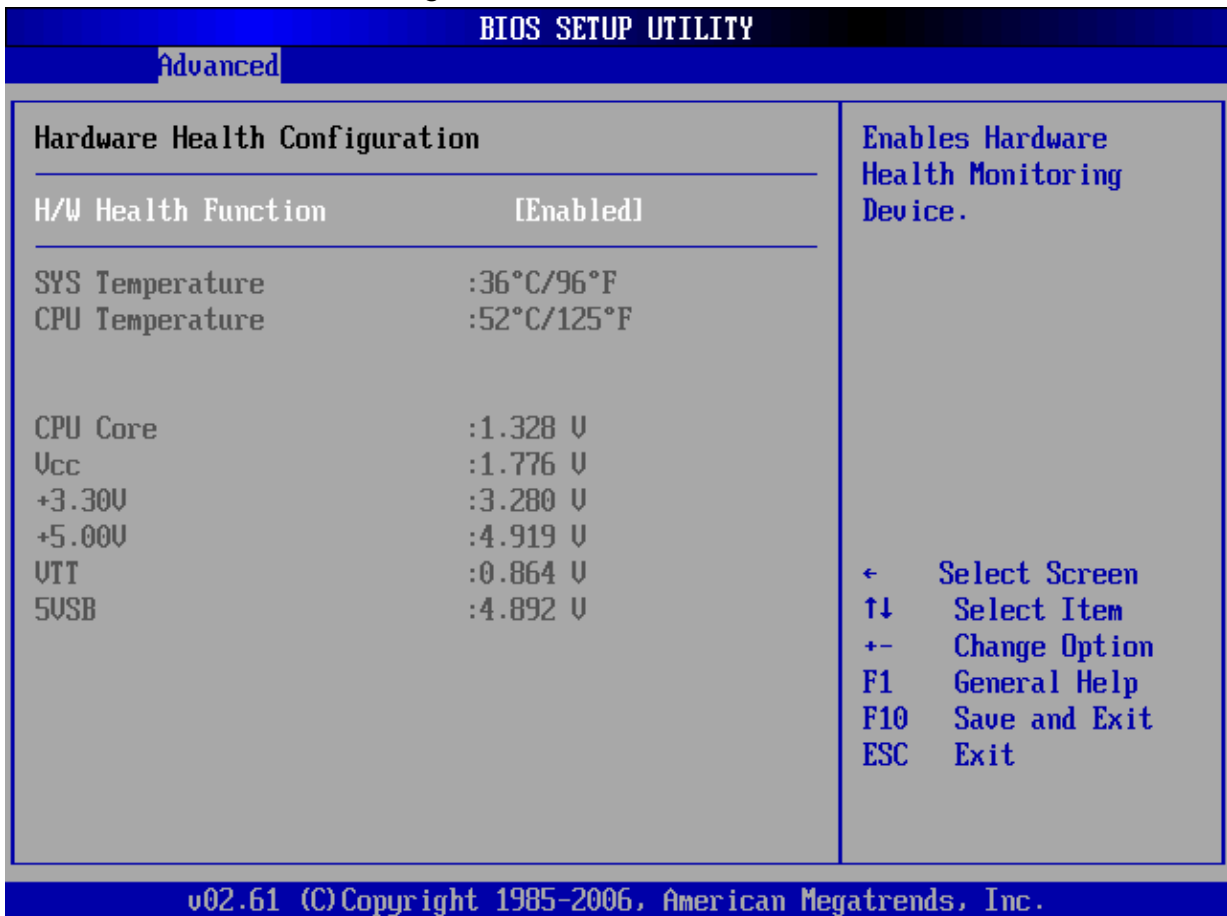 BIOS SETUP UTILITY
Advanced
Hardware Health Configuration
H/W Health Function [Enabled]
SYS Temperature :36°C/96°F
CPU Temperature :52°C/125°F
CPU Core :1.328 V
Vcc :1.776 V
+3.30V :3.280 V
+5.00V :4.919 V
VTT :0.864 V
5VSB :4.892 V
Enables Hardware
Health Monitoring
Device.
← Select Screen
↑↓ Select Item
+- Change Option
F1 General Help
F10 Save and Exit
ESC Exit
v02.61 (C)Copyright 1985-2006, American Megatrends, Inc.